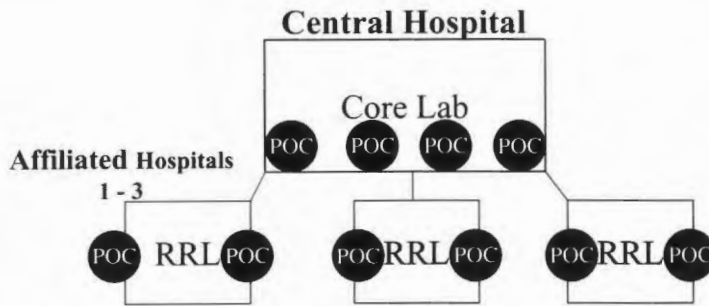 Central Hospital
Core Lab
POC POC POC POC
Affiliated Hospitals
1 - 3
POC RRL POC POC RRL POC POC RRL POC